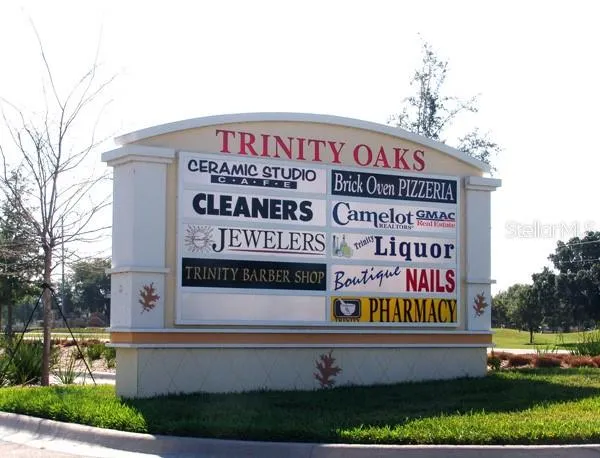 TRINITY OAKS
CERAMIC STUDIO
CAFE
CLEANERS
JEWELERS
TRINITY BARBER SHOP
Brick Oven PIZZERIA
Camelot GMAC
REALTORS Real Estate
Trinity Liquor
Boutique NAILS
TRINITY PHARMACY
StellarMLS